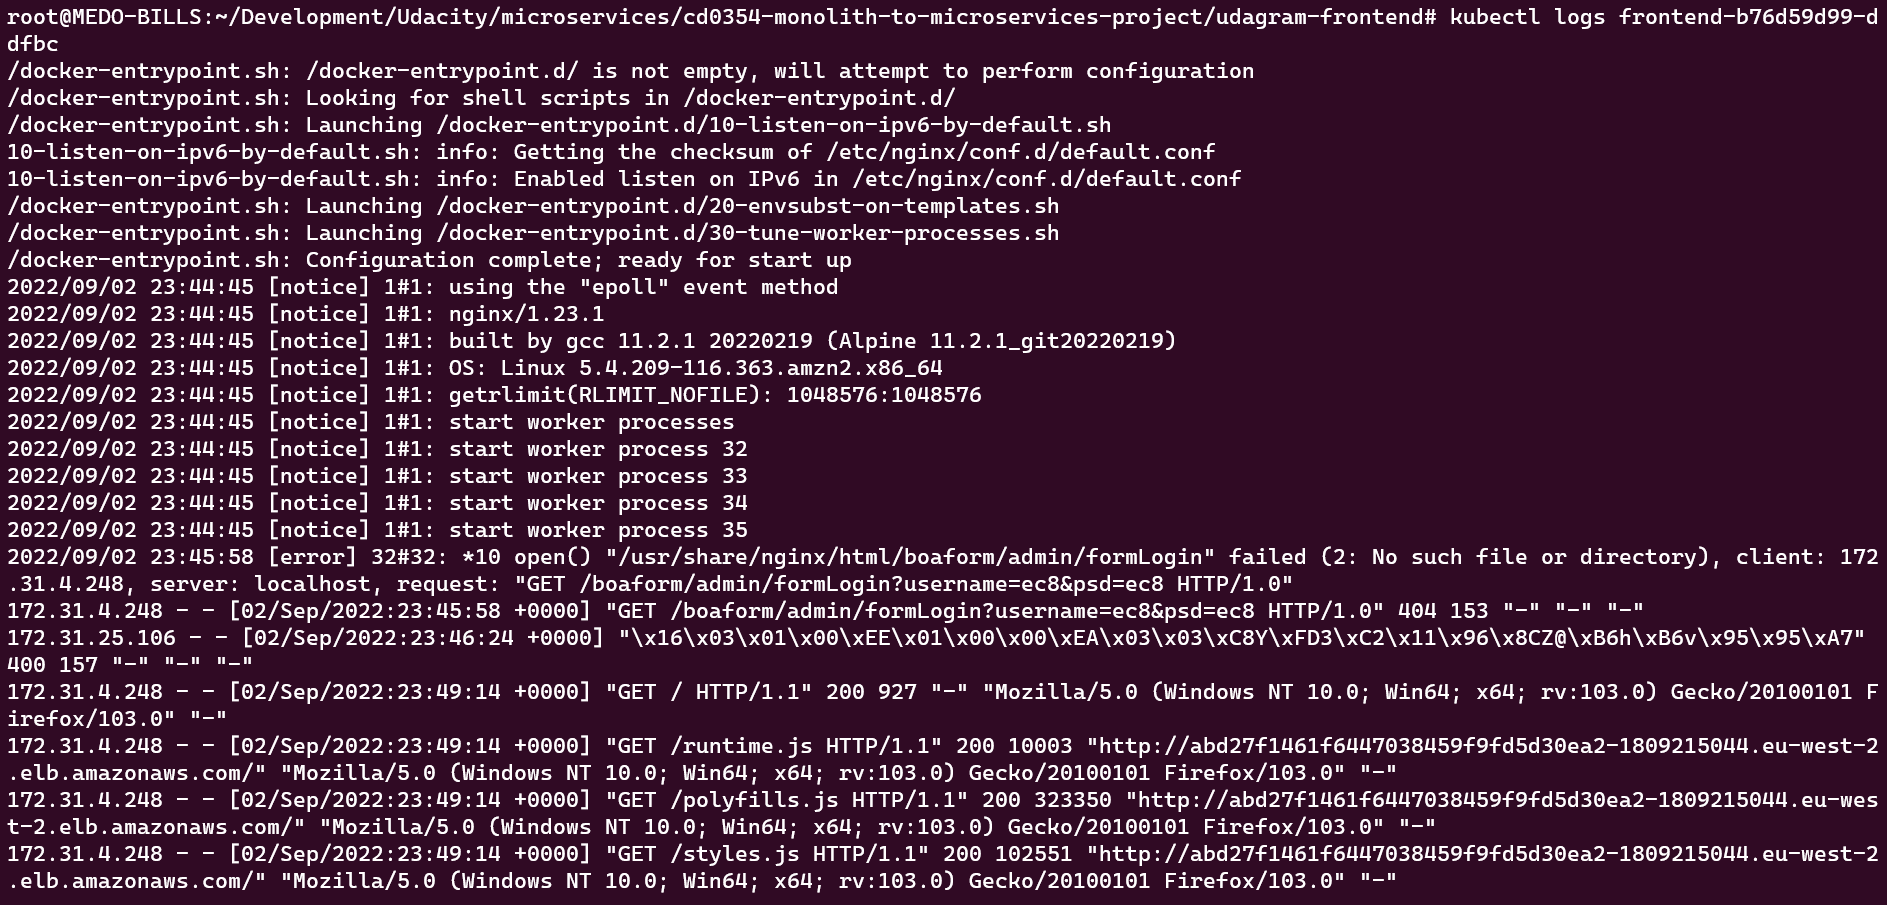 root@MEDO-BILLS:~/Development/Udacity/microservices/cd0354-monolith-to-microservices-project/udagram-frontend# kubectl logs frontend-b76d59d99-d
dfbc
/docker-entrypoint.sh: /docker-entrypoint.d/ is not empty, will attempt to perform configuration
/docker-entrypoint.sh: Looking for shell scripts in /docker-entrypoint.d/
/docker-entrypoint.sh: Launching /docker-entrypoint.d/10-listen-on-ipv6-by-default.sh
10-listen-on-ipv6-by-default.sh: info: Getting the checksum of /etc/nginx/conf.d/default.conf
10-listen-on-ipv6-by-default.sh: info: Enabled listen on IPv6 in /etc/nginx/conf.d/default.conf
/docker-entrypoint.sh: Launching /docker-entrypoint.d/20-envsubst-on-templates.sh
/docker-entrypoint.sh: Launching /docker-entrypoint.d/30-tune-worker-processes.sh
/docker-entrypoint.sh: Configuration complete; ready for start up
2022/09/02 23:44:45 [notice] 1#1: using the "epoll" event method
2022/09/02 23:44:45 [notice] 1#1: nginx/1.23.1
2022/09/02 23:44:45 [notice] 1#1: built by gcc 11.2.1 20220219 (Alpine 11.2.1_git20220219)
2022/09/02 23:44:45 [notice] 1#1: OS: Linux 5.4.209-116.363.amzn2.x86_64
2022/09/02 23:44:45 [notice] 1#1: getrlimit(RLIMIT_NOFILE): 1048576:1048576
2022/09/02 23:44:45 [notice] 1#1: start worker processes
2022/09/02 23:44:45 [notice] 1#1: start worker process 32
2022/09/02 23:44:45 [notice] 1#1: start worker process 33
2022/09/02 23:44:45 [notice] 1#1: start worker process 34
2022/09/02 23:44:45 [notice] 1#1: start worker process 35
2022/09/02 23:45:58 [error] 32#32: *10 open() "/usr/share/nginx/html/boaform/admin/formLogin" failed (2: No such file or directory), client: 172
.31.4.248, server: localhost, request: "GET /boaform/admin/formLogin?username=ec8&psd=ec8 HTTP/1.0"
172.31.4.248 - - [02/Sep/2022:23:45:58 +0000] "GET /boaform/admin/formLogin?username=ec8&psd=ec8 HTTP/1.0" 404 153 "-" "-" "-"
172.31.25.106 - - [02/Sep/2022:23:46:24 +0000] "\x16\x03\x01\x00\xEE\x01\x00\x00\xEA\x03\x03\xC8Y\xFD3\xC2\x11\x96\x8CZ@\xB6h\xB6v\x95\x95\xA7"
400 157 "-" "-" "-"
172.31.4.248 - - [02/Sep/2022:23:49:14 +0000] "GET / HTTP/1.1" 200 927 "-" "Mozilla/5.0 (Windows NT 10.0; Win64; x64; rv:103.0) Gecko/20100101 F
irefox/103.0" "-"
172.31.4.248 - - [02/Sep/2022:23:49:14 +0000] "GET /runtime.js HTTP/1.1" 200 10003 "http://abd27f1461f6447038459f9fd5d30ea2-1809215044.eu-west-2
.elb.amazonaws.com/" "Mozilla/5.0 (Windows NT 10.0; Win64; x64; rv:103.0) Gecko/20100101 Firefox/103.0" "-"
172.31.4.248 - - [02/Sep/2022:23:49:14 +0000] "GET /polyfills.js HTTP/1.1" 200 323350 "http://abd27f1461f6447038459f9fd5d30ea2-1809215044.eu-wes
t-2.elb.amazonaws.com/" "Mozilla/5.0 (Windows NT 10.0; Win64; x64; rv:103.0) Gecko/20100101 Firefox/103.0" "-"
172.31.4.248 - - [02/Sep/2022:23:49:14 +0000] "GET /styles.js HTTP/1.1" 200 102551 "http://abd27f1461f6447038459f9fd5d30ea2-1809215044.eu-west-2
.elb.amazonaws.com/" "Mozilla/5.0 (Windows NT 10.0; Win64; x64; rv:103.0) Gecko/20100101 Firefox/103.0" "-"